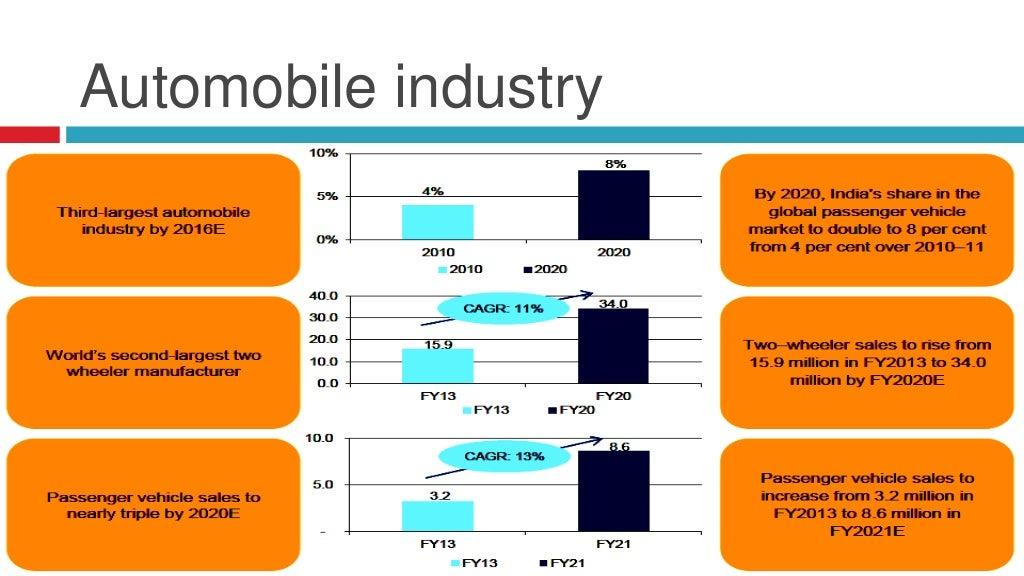 Automobile industry
Third-largest automobile
industry by 2016E
10%
5%
0%
4%
8%
2010
2020
2010
2020
By 2020, India's share in the
global passenger vehicle
market to double to 8 per cent
from 4 per cent over 2010–11
World's second-largest two
wheeler manufacturer
40.0
30.0
20.0
10.0
0.0
CAGR: 11%
15.9
34.0
FY13
FY20
FY13
FY20
Two–wheeler sales to rise from
15.9 million in FY2013 to 34.0
million by FY2020E
Passenger vehicle sales to
nearly triple by 2020E
10.0
5.0
-
CAGR: 13%
3.2
8.6
FY13
FY21
FY13
FY21
Passenger vehicle sales to
increase from 3.2 million in
FY2013 to 8.6 million in
FY2021E